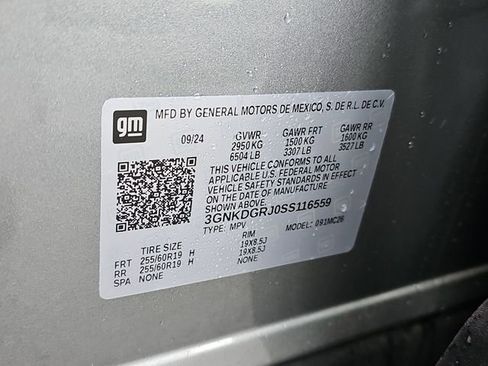 gm MFD BY GENERAL MOTORS DE MEXICO, S. DE R.L. DE C.V.
09/24 GVWR GAWR FRT GAWR RR
2950 KG 1500 KG 1600 KG
6504 LB 3307 LB 3527 LB
THIS VEHICLE CONFORMS TO ALL
APPLICABLE U.S. FEDERAL MOTOR
VEHICLE SAFETY STANDARDS IN EFFECT
ON THE DATE OF MANUFACTURE
3GNKDGRJ0SS116559
TYPE: MPV MODEL: 091MC26
TIRE SIZE RIM
FRT 255/60R19 H 19X8.5J
RR 255/60R19 H 19X8.5J
SPA NONE NONE